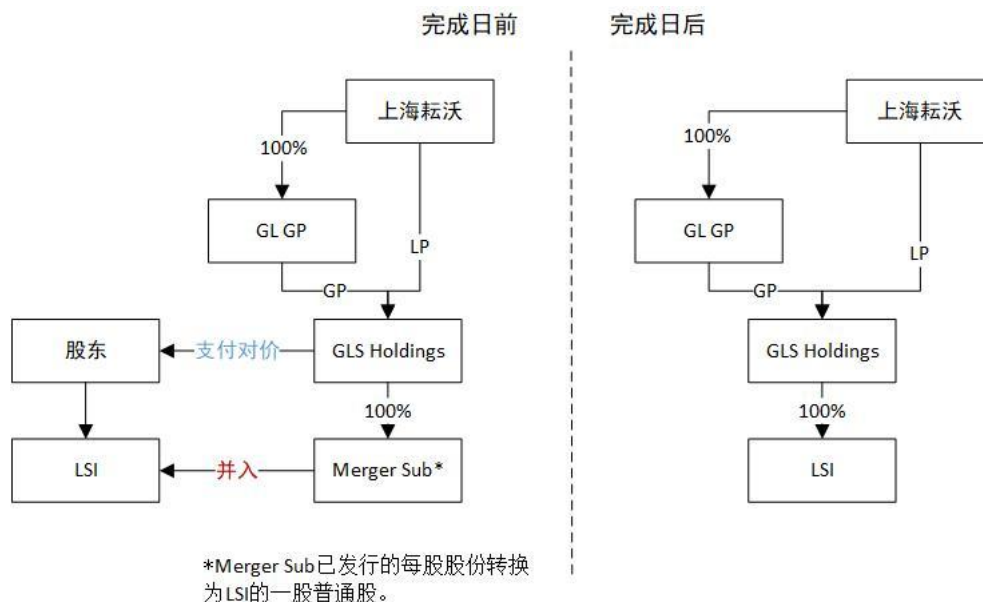 完成日前
完成日后
上海耘沃
100%
GL GP
LP
GP
股东
支付对价
GLS Holdings
100%
LSI
并入
Merger Sub*
*Merger Sub已发行的每股股份转换
为LSI的一股普通股。
上海耘沃
100%
GL GP
LP
GP
GLS Holdings
100%
LSI